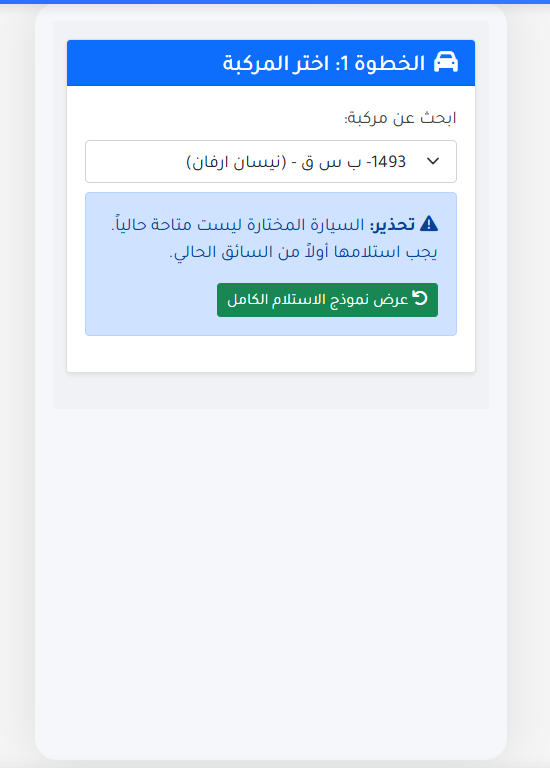 الخطوة 1: اختر المركبة
ابحث عن مركبة:
1493- ب س ق - (نيسان ارفان)
تحذير: السيارة المختارة ليست متاحة حالياً.
يجب استلامها أولاً من السائق الحالي.
عرض نموذج الاستلام الكامل